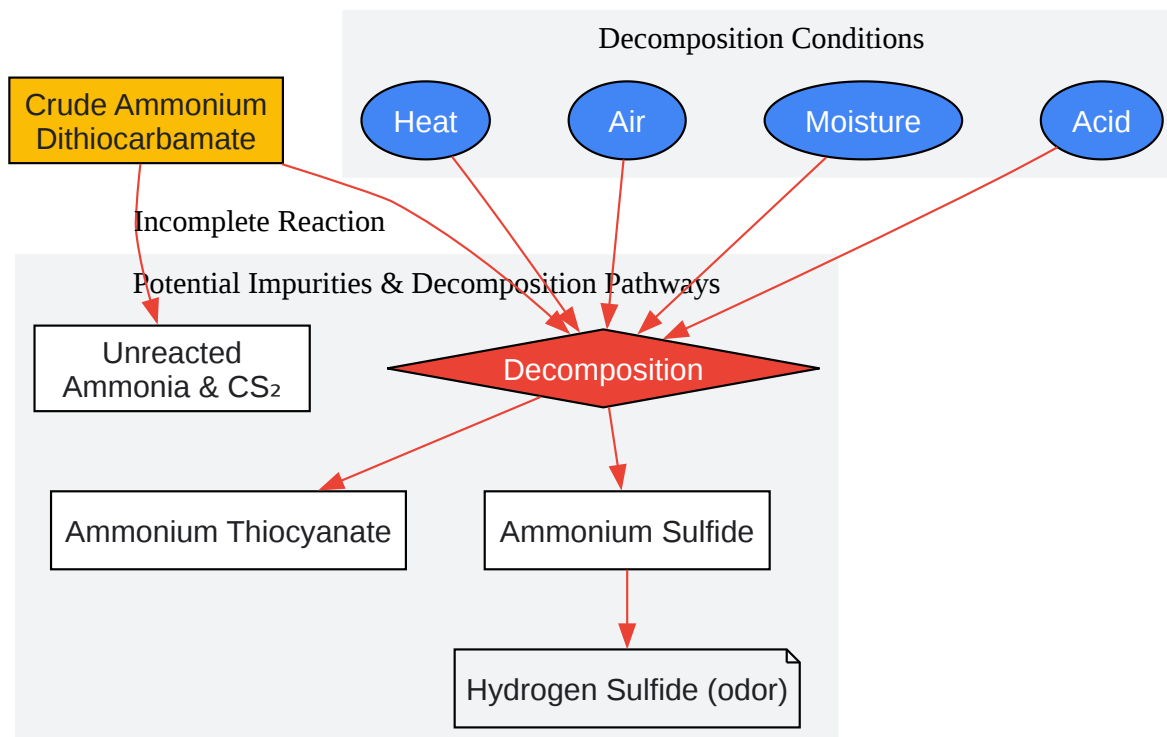 Decomposition Conditions
Crude Ammonium
Dithiocarbamate
Heat
Air
Moisture
Acid
Incomplete Reaction
Potential Impurities & Decomposition Pathways
Unreacted
Ammonia & CS₂
Decomposition
Ammonium Thiocyanate
Ammonium Sulfide
Hydrogen Sulfide (odor)